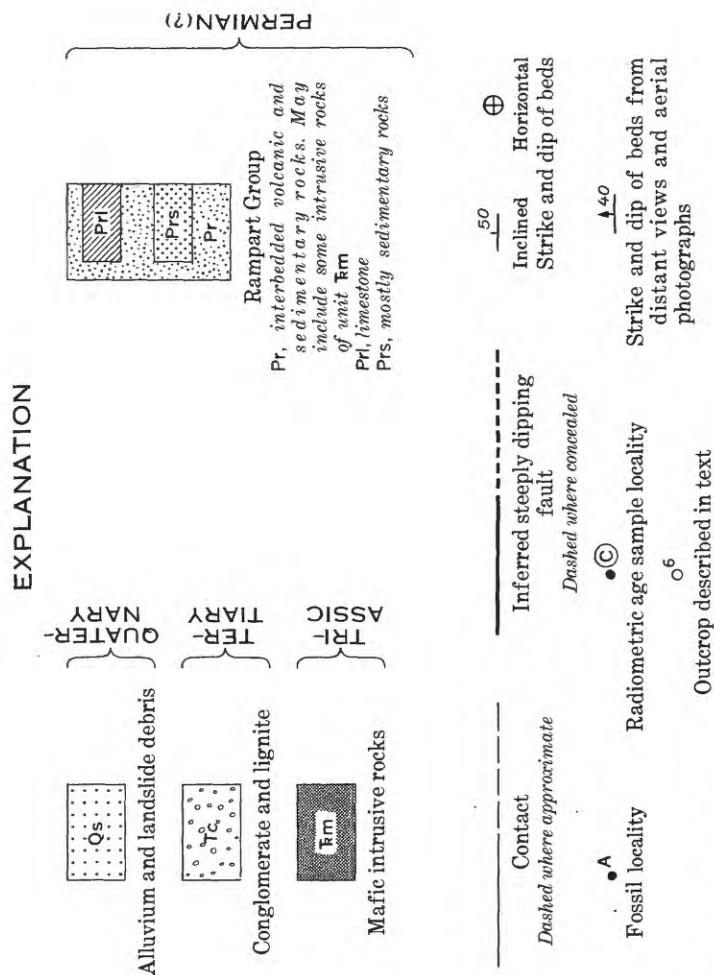 EXPLANATION
Qs
Alluvium and landslide debris
QUATER-
NARY
Tc
Conglomerate and lignite
TER-
TIARY
Ꞧm
Mafic intrusive rocks
TRI-
ASSIC
Prl
Prs
Pr
Rampart Group
Pr, interbedded volcanic and
sedimentary rocks. May
include some intrusive rocks
of unit Ꞧm
Prl, limestone
Prs, mostly sedimentary rocks
PERMIAN(?)
Contact
Dashed where approximate
Inferred steeply dipping
fault
Dashed where concealed
50
Inclined Horizontal
Strike and dip of beds
A
Fossil locality
C
Radiometric age sample locality
40
Strike and dip of beds from
distant views and aerial
photographs
6
Outcrop described in text